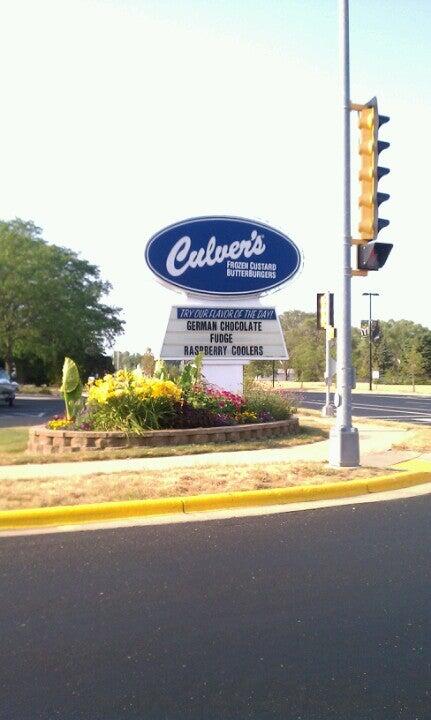 Culver's
FROZEN CUSTARD
BUTTERBURGERS
TRY OUR FLAVOR OF THE DAY!
GERMAN CHOCOLATE
FUDGE
RASPBERRY COOLERS